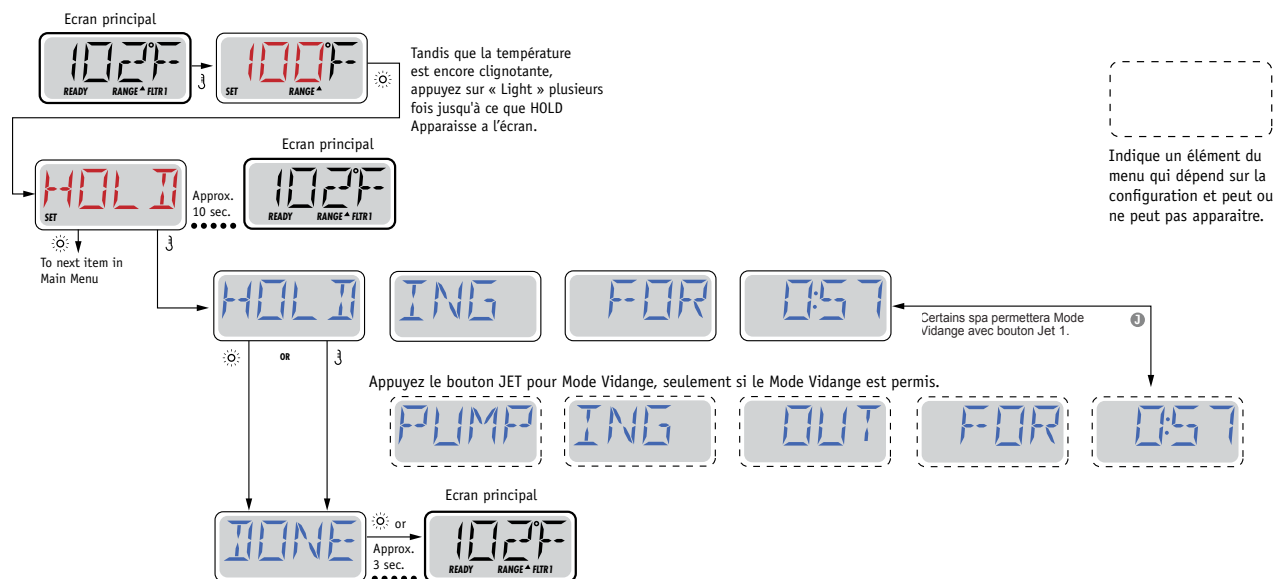 Ecran principal
102°F
READY RANGE FLTR1
100°F
SET RANGE
Tandis que la température
est encore clignotante,
appuyez sur « Light » plusieurs
fois jusqu'à ce que HOLD
Apparaisse a l'écran.
Indique un élément du
menu qui dépend sur la
configuration et peut ou
ne peut pas apparaitre.
Ecran principal
HOLD
SET
Approx.
10 sec.
102°F
READY RANGE FLTR1
To next item in
Main Menu
HOLD ING FOR 0:57
Certains spa permettera Mode
Vidange avec bouton Jet 1.
J
OR
Appuyez le bouton JET pour Mode Vidange, seulement si le Mode Vidange est permis.
PUMP ING OUT FOR 0:57
Ecran principal
DONE
or
Approx.
3 sec.
102°F
READY RANGE FLTR1